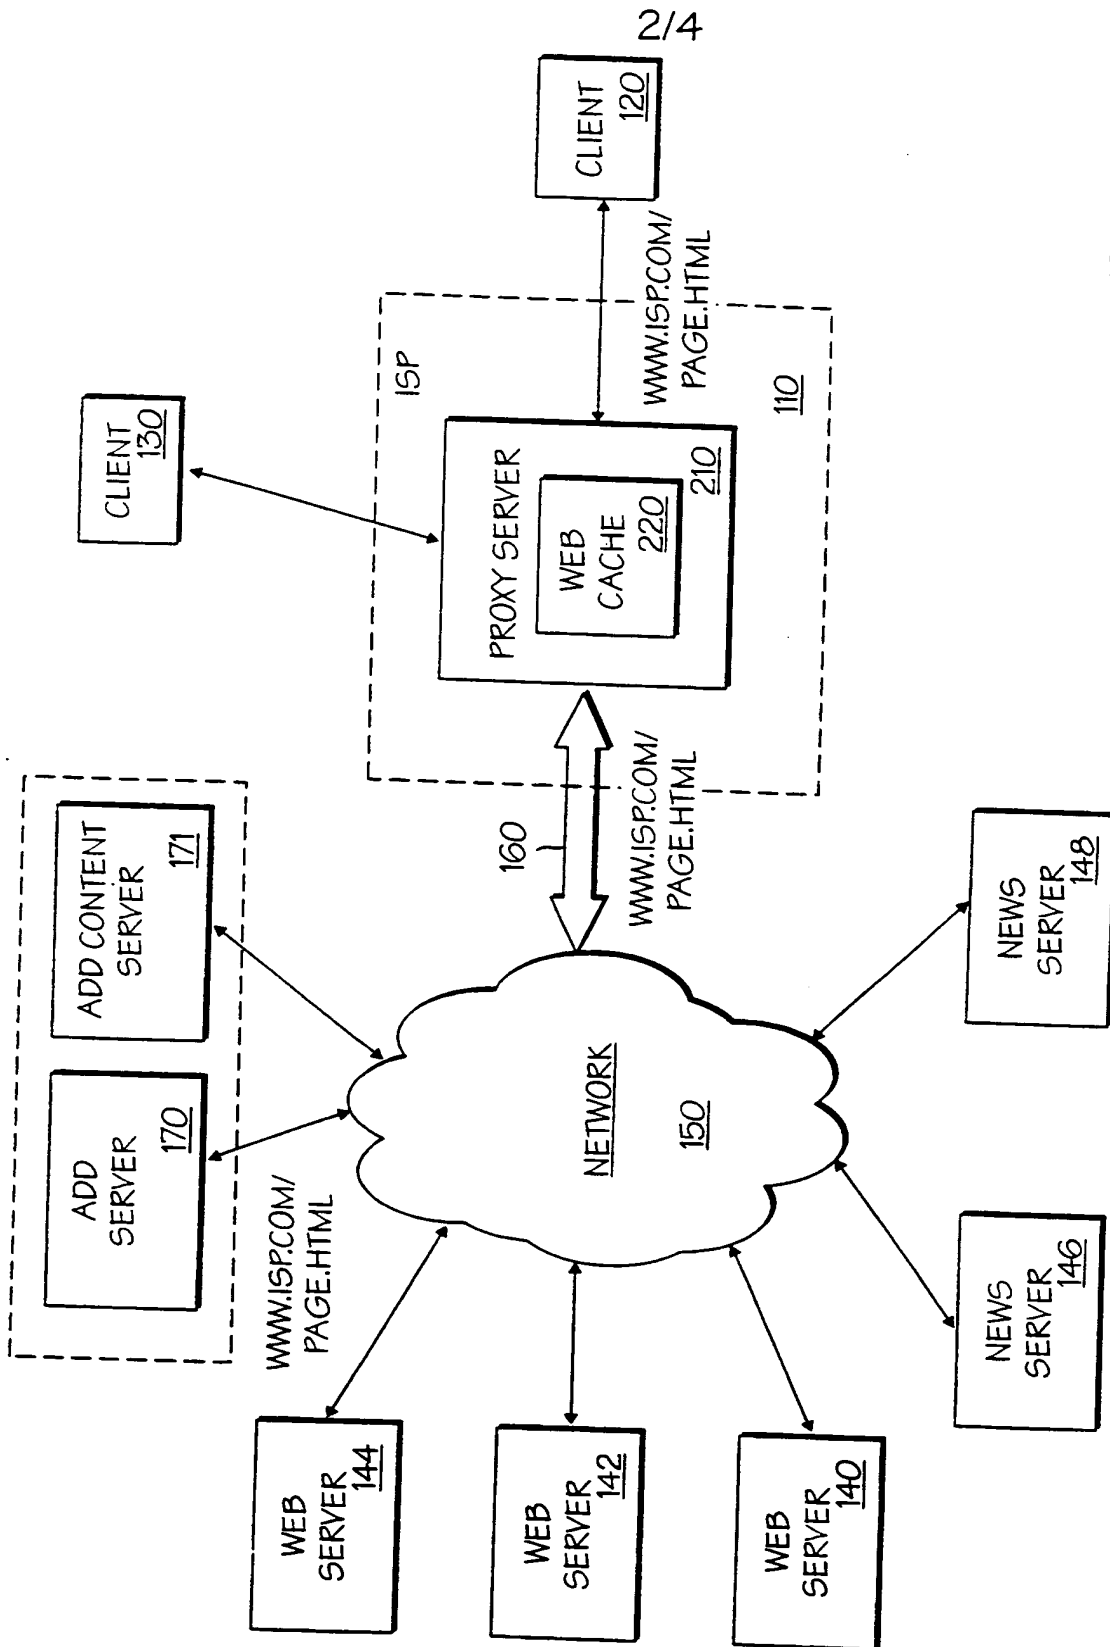 2/4
CLIENT
120
CLIENT
130
ISP
110
PROXY SERVER
210
WEB
CACHE
220
WWW.ISP.COM/
PAGE.HTML
160
WWW.ISP.COM/
PAGE.HTML
ADD CONTENT
SERVER
171
ADD
SERVER
170
WWW.ISP.COM/
PAGE.HTML
NETWORK
150
WEB
SERVER
144
WEB
SERVER
142
WEB
SERVER
140
NEWS
SERVER
146
NEWS
SERVER
148